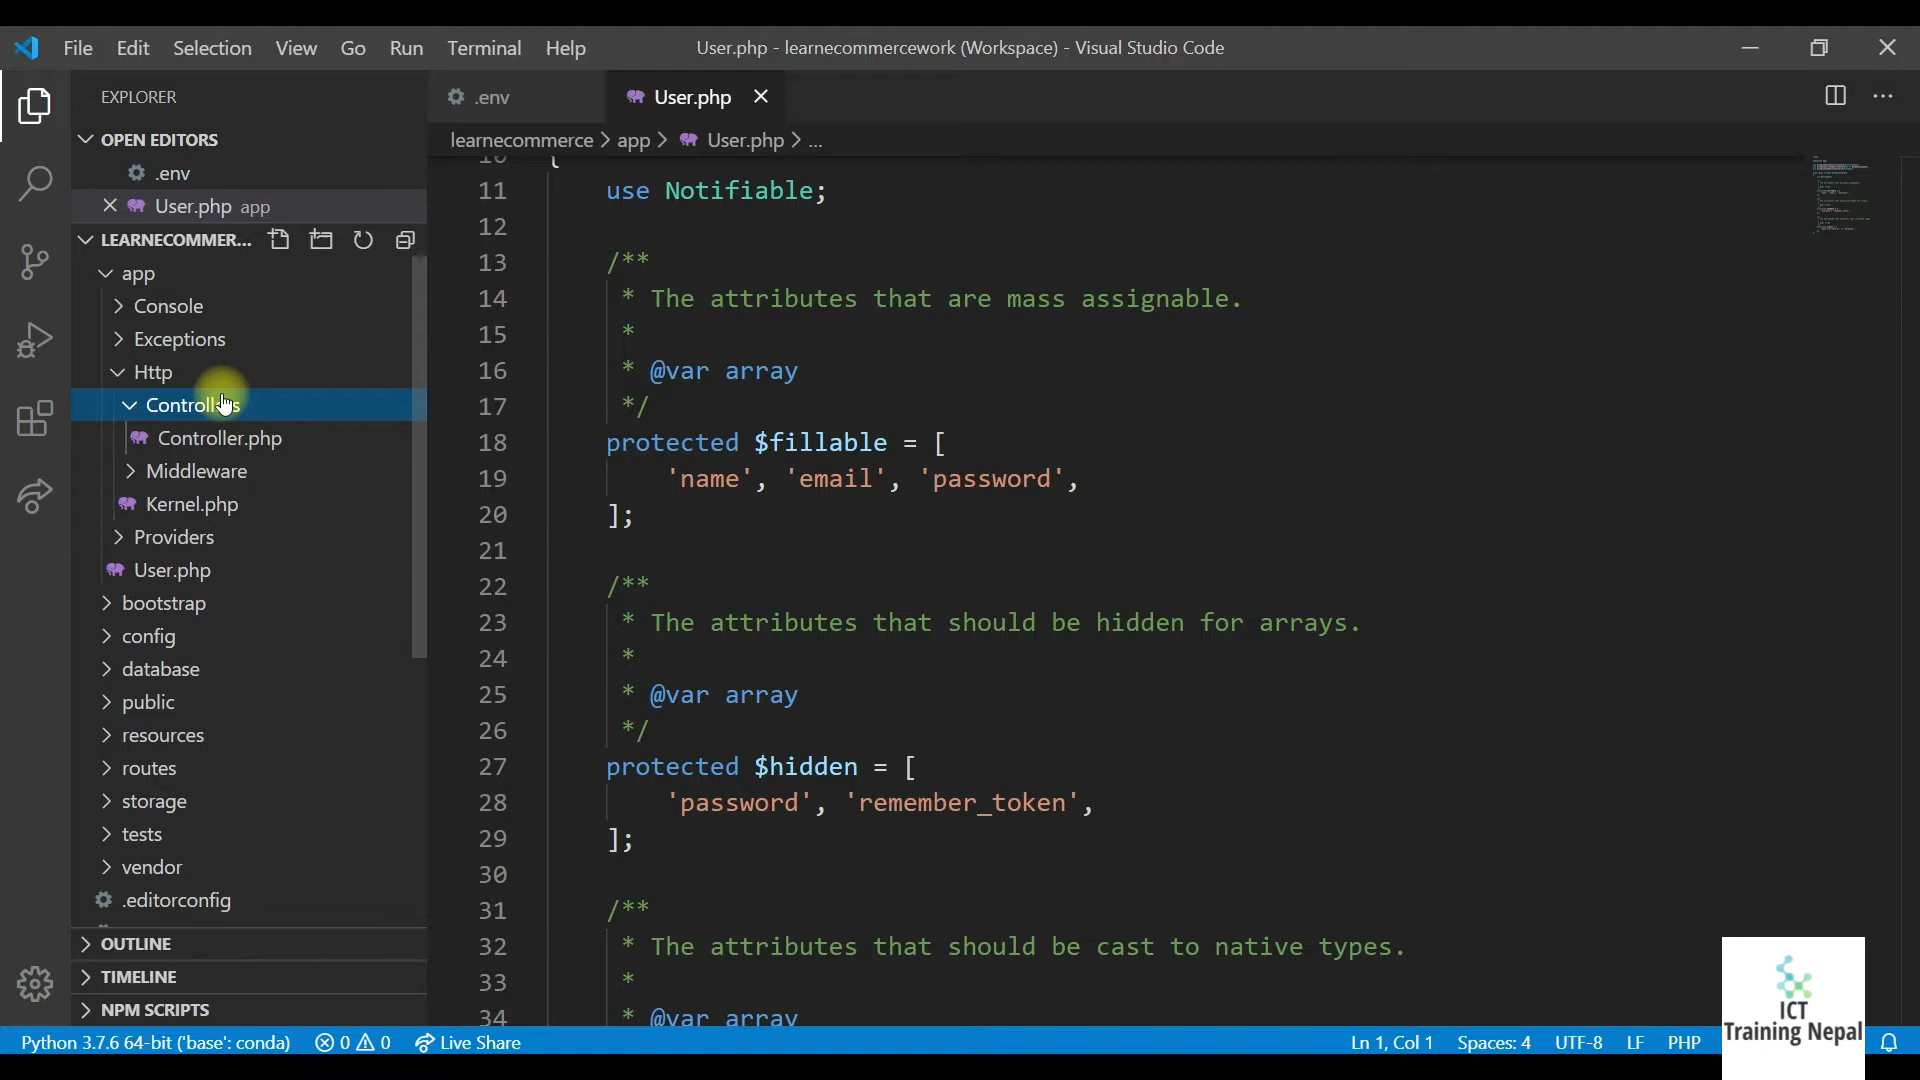 File Edit Selection View Go Run Terminal Help User.php - learnecommercework (Workspace) - Visual Studio Code
EXPLORER
OPEN EDITORS
.env
User.php app
LEARNECOMMER...
app
Console
Exceptions
Http
Controllers
Controller.php
Middleware
Kernel.php
Providers
User.php
bootstrap
config
database
public
resources
routes
storage
tests
vendor
.editorconfig
OUTLINE
TIMELINE
NPM SCRIPTS
.env User.php
learnecommerce > app > User.php > ...
10 {
11 use Notifiable;
12
13 /**
14 * The attributes that are mass assignable.
15 *
16 * @var array
17 */
18 protected $fillable = [
19 'name', 'email', 'password',
20 ];
21
22 /**
23 * The attributes that should be hidden for arrays.
24 *
25 * @var array
26 */
27 protected $hidden = [
28 'password', 'remember_token',
29 ];
30
31 /**
32 * The attributes that should be cast to native types.
33 *
34 * @var array
ICT
Training Nepal
Python 3.7.6 64-bit ('base': conda) 0 0 Live Share Ln 1, Col 1 Spaces: 4 UTF-8 LF PHP